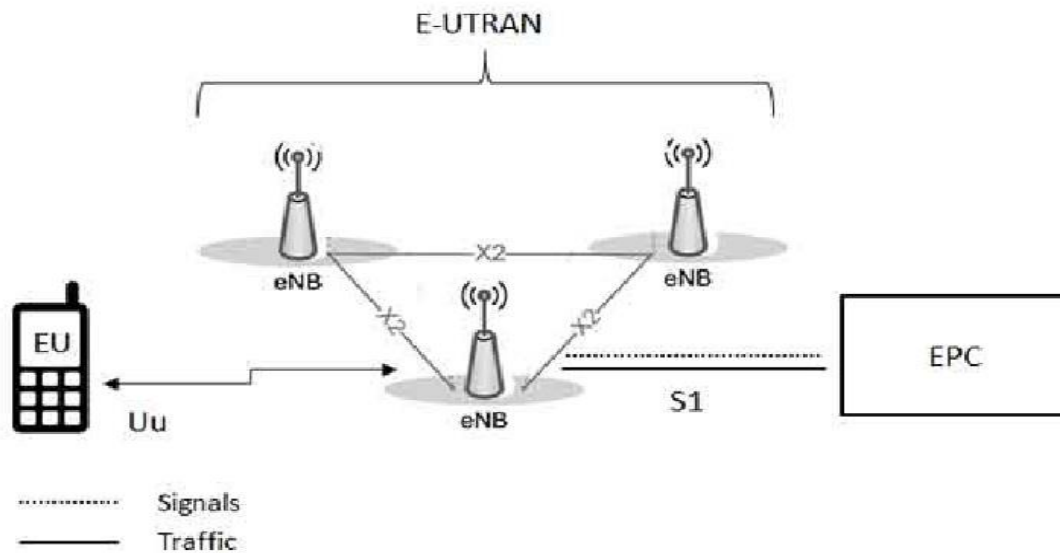 E-UTRAN
X2
eNB
eNB
X2
X2
EU
EPC
S1
Uu
eNB
Signals
Traffic